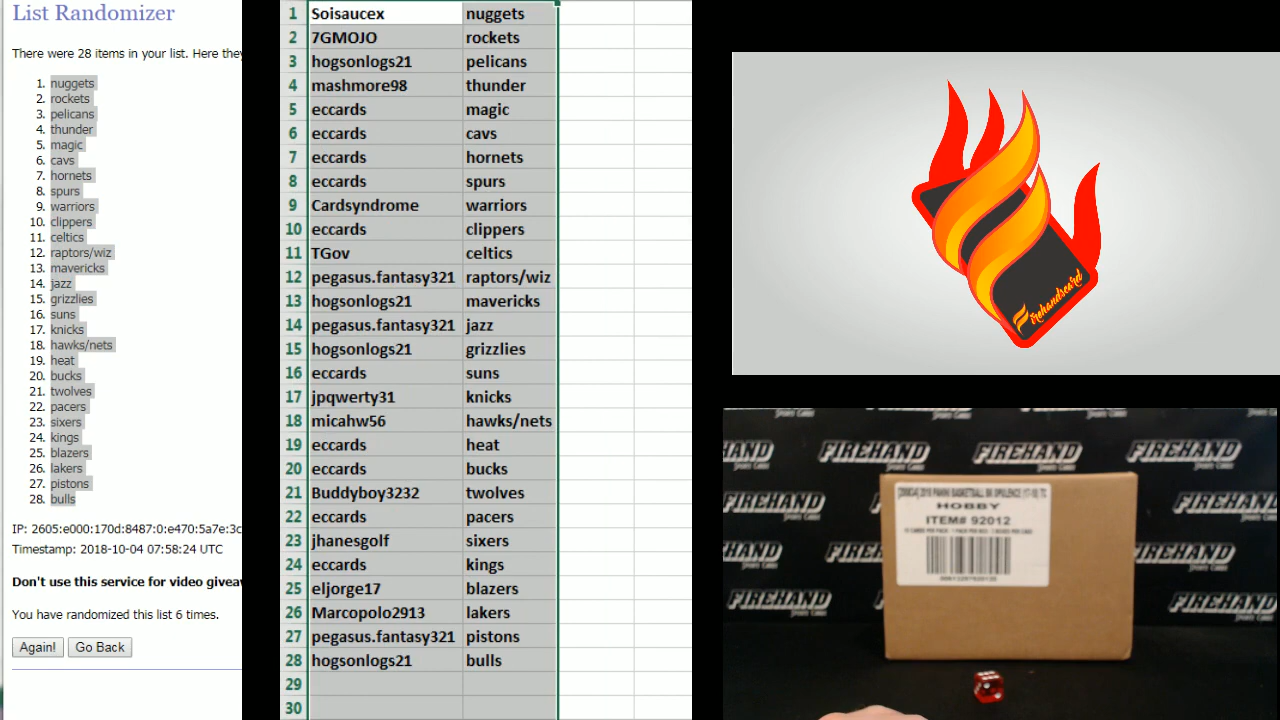 List Randomizer
There were 28 items in your list. Here they
1. nuggets
2. rockets
3. pelicans
4. thunder
5. magic
6. cavs
7. hornets
8. spurs
9. warriors
10. clippers
11. celtics
12. raptors/wiz
13. mavericks
14. jazz
15. grizzlies
16. suns
17. knicks
18. hawks/nets
19. heat
20. bucks
21. twolves
22. pacers
23. sixers
24. kings
25. blazers
26. lakers
27. pistons
28. bulls
IP: 2605:e000:170d:8487:0:e470:5a7e:3c
Timestamp: 2018-10-04 07:58:24 UTC
Don't use this service for video giveav
You have randomized this list 6 times.
Again! Go Back
1 Soisaucex nuggets
2 7GMOJO rockets
3 hogsonlogs21 pelicans
4 mashmore98 thunder
5 eccards magic
6 eccards cavs
7 eccards hornets
8 eccards spurs
9 Cardsyndrome warriors
10 eccards clippers
11 TGov celtics
12 pegasus.fantasy321 raptors/wiz
13 hogsonlogs21 mavericks
14 pegasus.fantasy321 jazz
15 hogsonlogs21 grizzlies
16 eccards suns
17 jpqwerty31 knicks
18 micahw56 hawks/nets
19 eccards heat
20 eccards bucks
21 Buddyboy3232 twolves
22 eccards pacers
23 jhanesgolf sixers
24 eccards kings
25 eljorge17 blazers
26 Marcopolo2913 lakers
27 pegasus.fantasy321 pistons
28 hogsonlogs21 bulls
29
30
Firehandscard
FIREHAND FIREHAND FIREHAND FIREHAND
HOBBY
ITEM# 92012